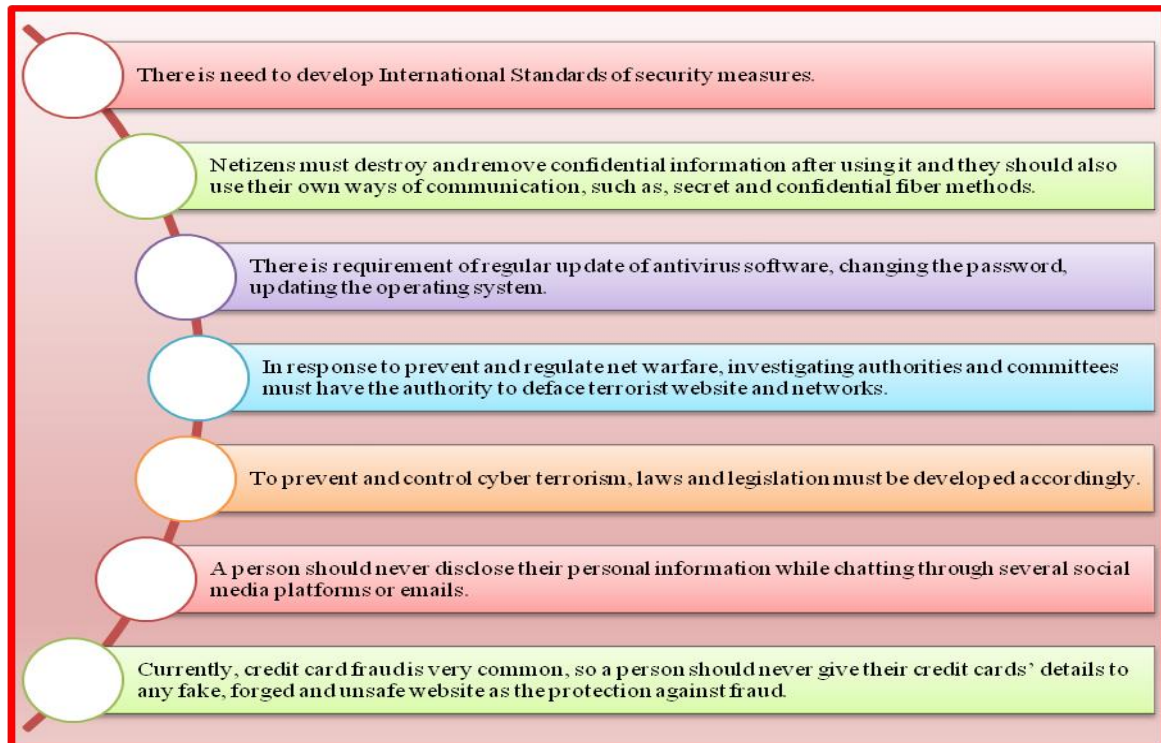 There is need to develop International Standards of security measures.
Netizens must destroy and remove confidential information after using it and they should also
use their own ways of communication, such as, secret and confidential fiber methods.
There is requirement of regular update of antivirus software, changing the password,
updating the operating system.
In response to prevent and regulate net warfare, investigating authorities and committees
must have the authority to deface terrorist website and networks.
To prevent and control cyber terrorism, laws and legislation must be developed accordingly.
A person should never disclose their personal information while chatting through several social
media platforms or emails.
Currently, credit card fraud is very common, so a person should never give their credit cards’ details to
any fake, forged and unsafe website as the protection against fraud.